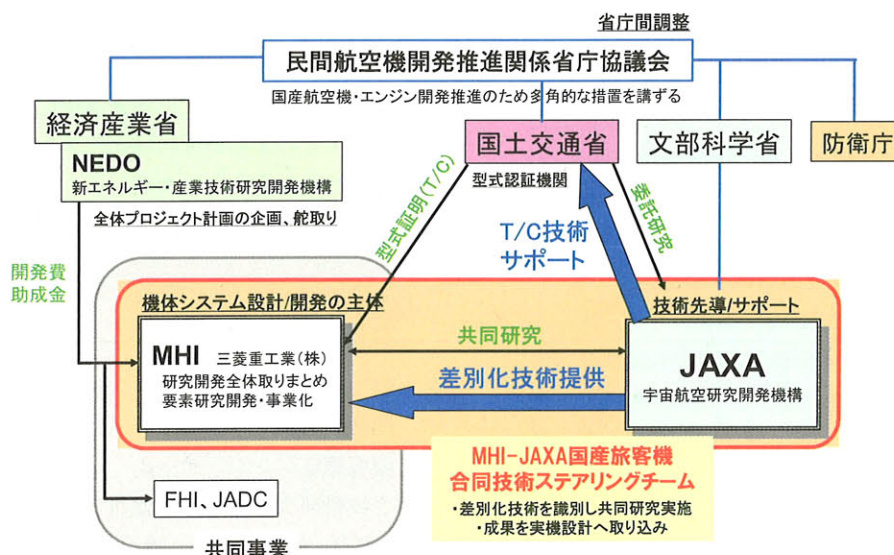 省庁間調整
民間航空機開発推進関係省庁協議会
国産航空機・エンジン開発推進のため多角的な措置を講ずる
経済産業省
国土交通省
文部科学省
防衛庁
NEDO
新エネルギー・産業技術研究開発機構
型式認証機関
全体プロジェクト計画の企画、舵取り
型式証明(T/C)
委託研究
T/C技術
サポート
開発費
助成金
機体システム設計/開発の主体
技術先導/サポート
MHI 三菱重工業(株)
研究開発全体取りまとめ
要素研究開発・事業化
共同研究
差別化技術提供
JAXA
宇宙航空研究開発機構
MHI-JAXA国産旅客機
合同技術ステアリングチーム
・差別化技術を識別し共同研究実施
・成果を実機設計へ取り込み
FHI、JADC
共同事業